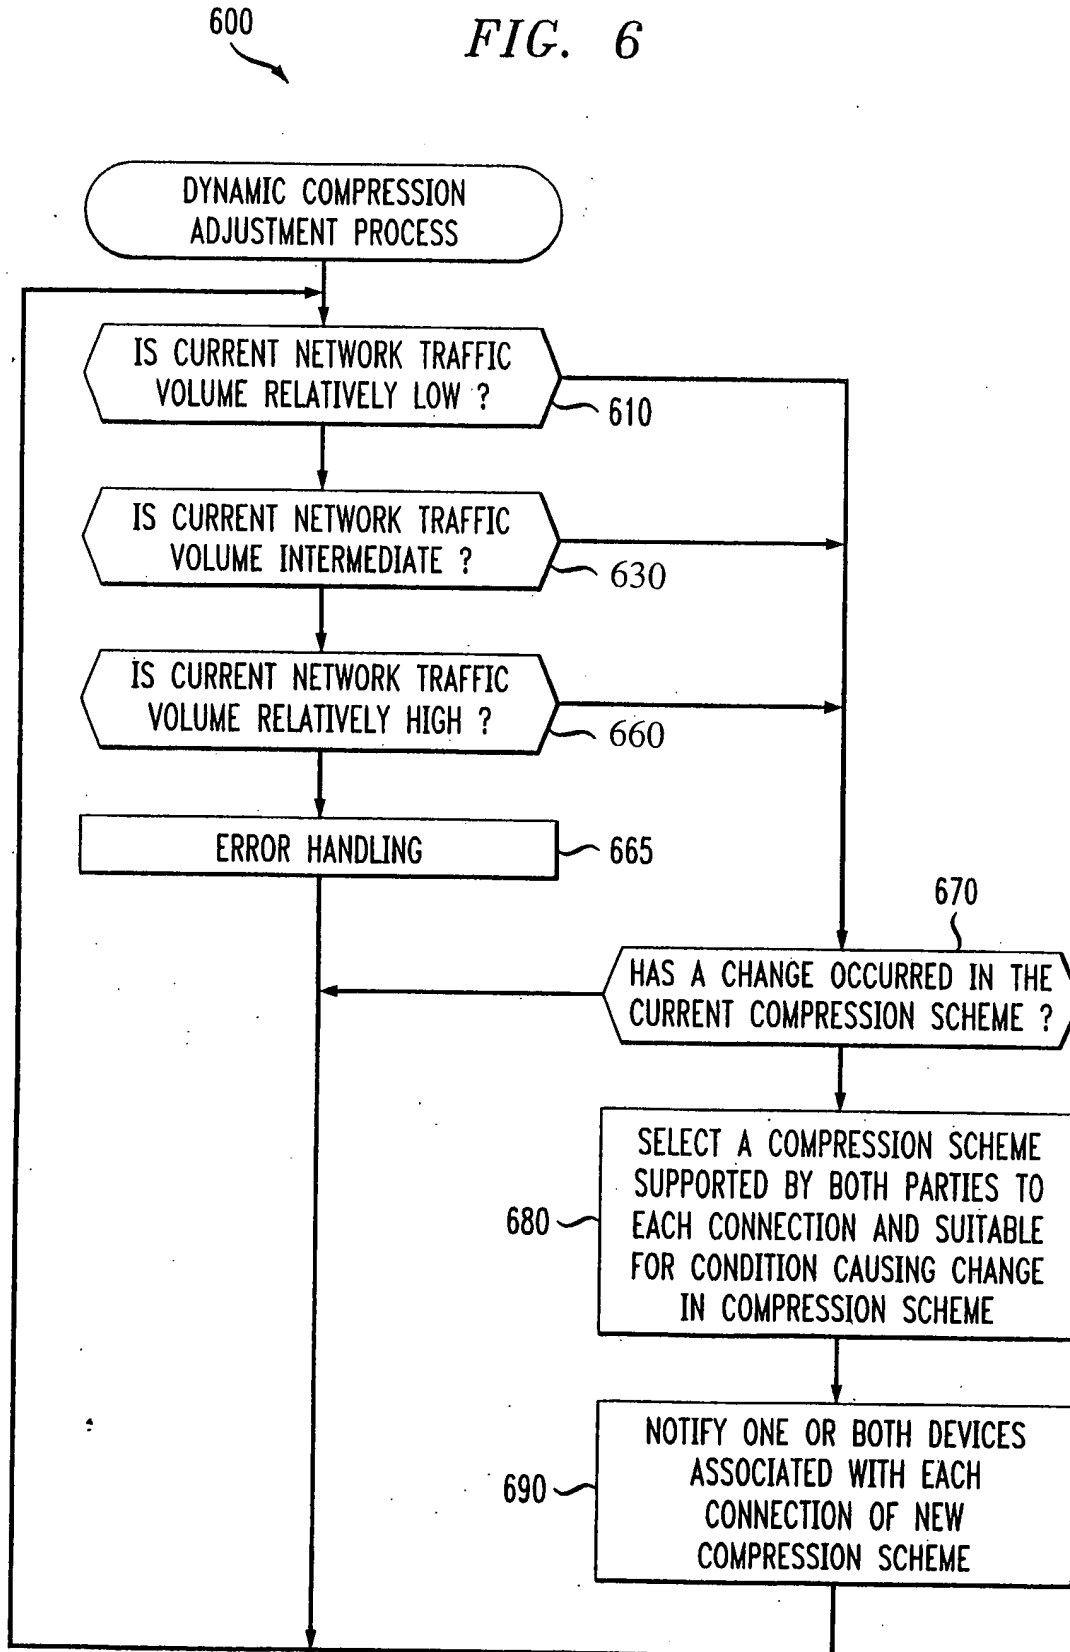 600
FIG. 6
DYNAMIC COMPRESSION
ADJUSTMENT PROCESS
IS CURRENT NETWORK TRAFFIC
VOLUME RELATIVELY LOW ?
610
IS CURRENT NETWORK TRAFFIC
VOLUME INTERMEDIATE ?
630
IS CURRENT NETWORK TRAFFIC
VOLUME RELATIVELY HIGH ?
660
ERROR HANDLING
665
670
HAS A CHANGE OCCURRED IN THE
CURRENT COMPRESSION SCHEME ?
SELECT A COMPRESSION SCHEME
SUPPORTED BY BOTH PARTIES TO
EACH CONNECTION AND SUITABLE
FOR CONDITION CAUSING CHANGE
IN COMPRESSION SCHEME
680
NOTIFY ONE OR BOTH DEVICES
ASSOCIATED WITH EACH
CONNECTION OF NEW
COMPRESSION SCHEME
690